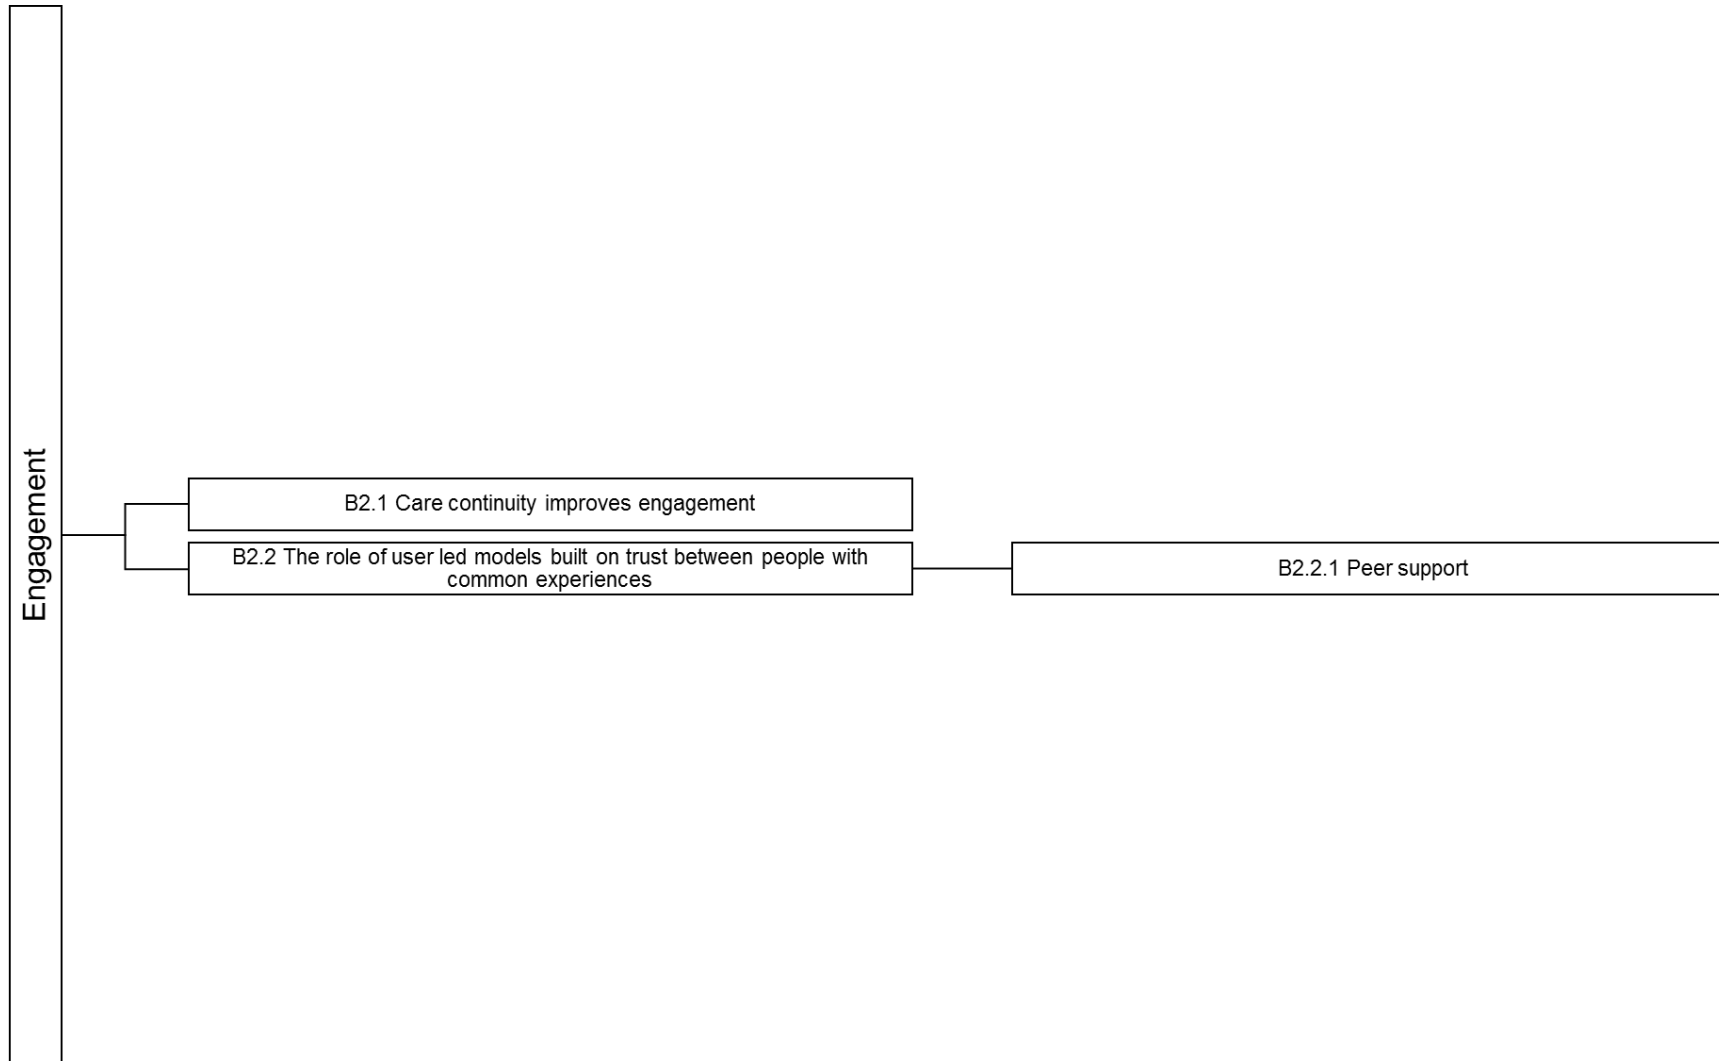 Engagement
B2.1 Care continuity improves engagement
B2.2 The role of user led models built on trust between people with
common experiences
B2.2.1 Peer support